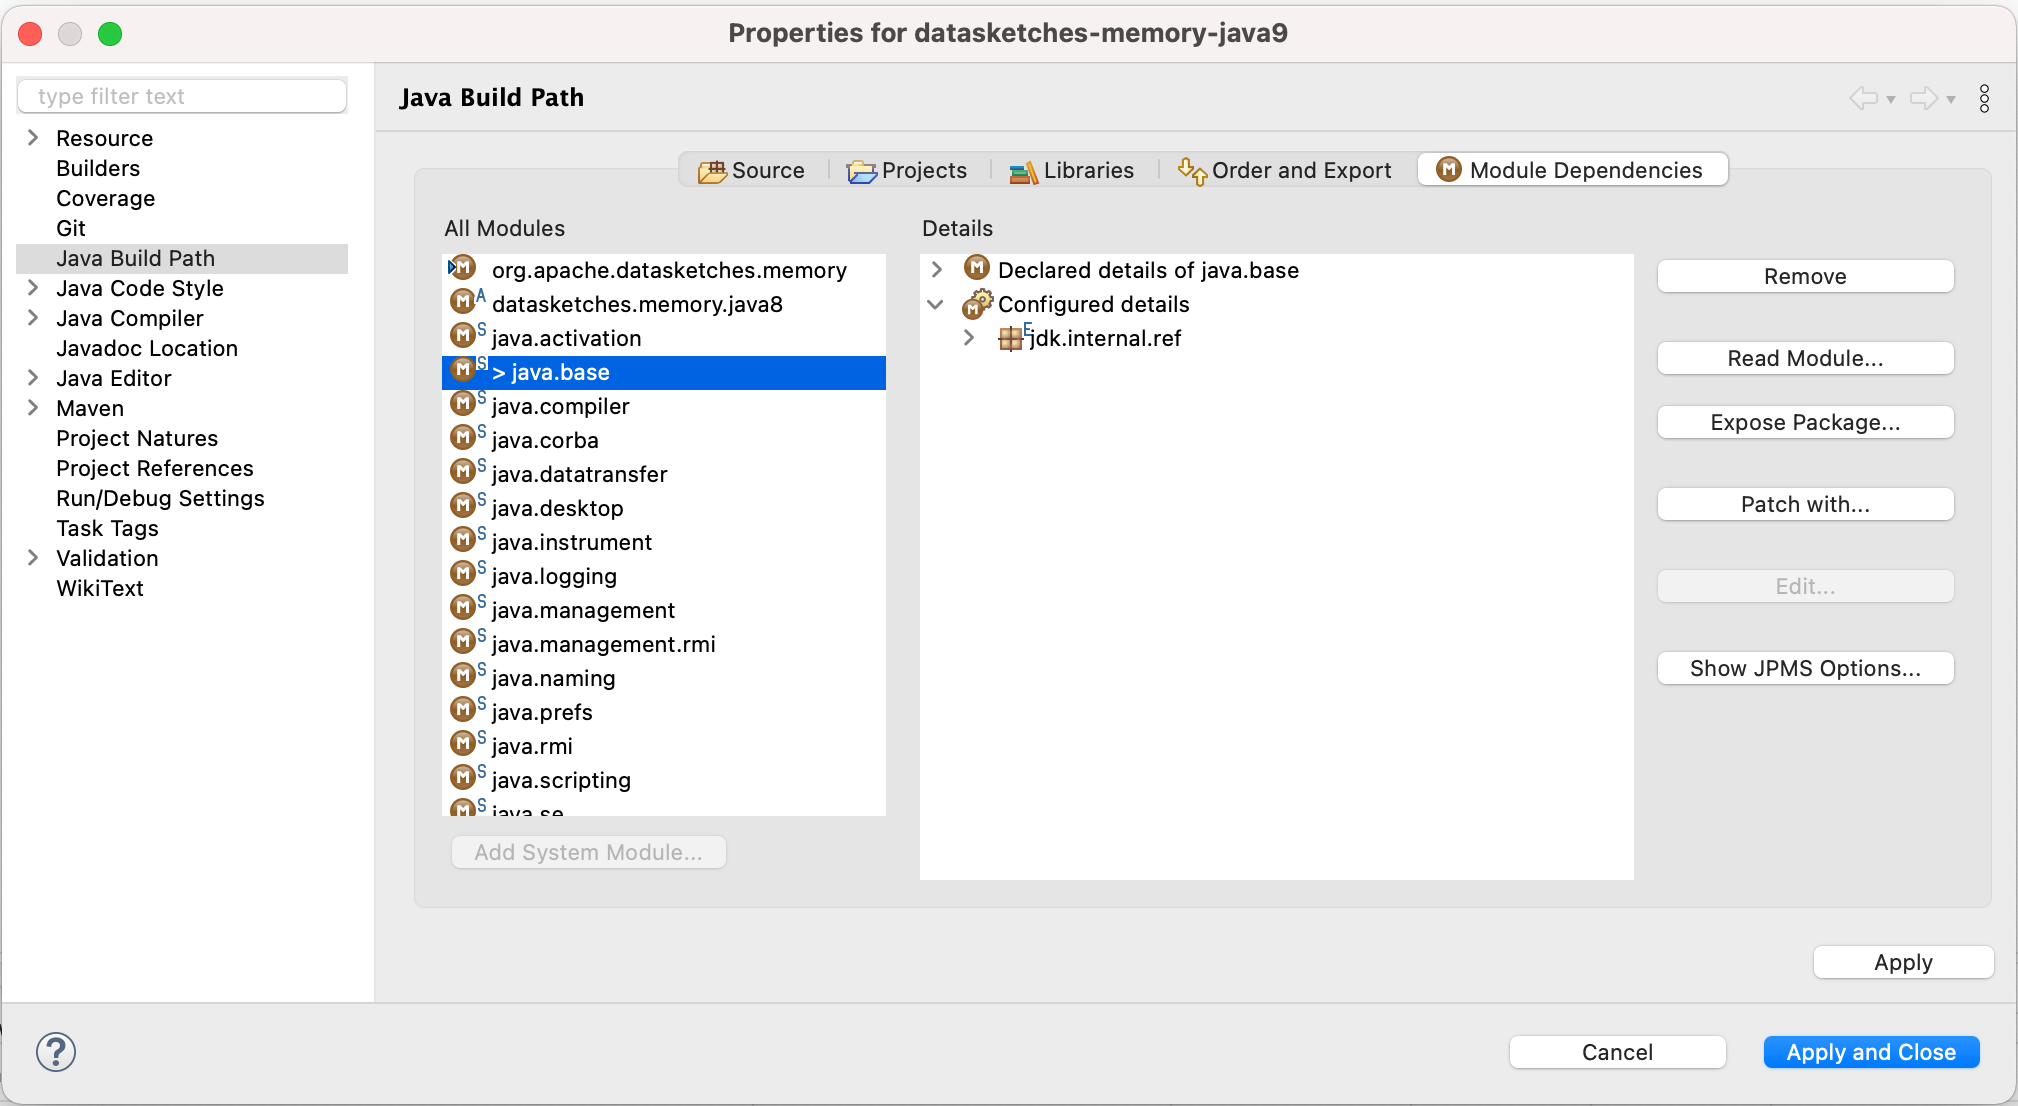 Properties for datasketches-memory-java9
type filter text
Resource
Builders
Coverage
Git
Java Build Path
Java Code Style
Java Compiler
Javadoc Location
Java Editor
Maven
Project Natures
Project References
Run/Debug Settings
Task Tags
Validation
WikiText
Java Build Path
Source
Projects
Libraries
Order and Export
Module Dependencies
All Modules
org.apache.datasketches.memory
datasketches.memory.java8
java.activation
> java.base
java.compiler
java.corba
java.datatransfer
java.desktop
java.instrument
java.logging
java.management
java.management.rmi
java.naming
java.prefs
java.rmi
java.scripting
java.se
Add System Module...
Details
Declared details of java.base
Configured details
jdk.internal.ref
Remove
Read Module...
Expose Package...
Patch with...
Edit...
Show JPMS Options...
Apply
Cancel
Apply and Close